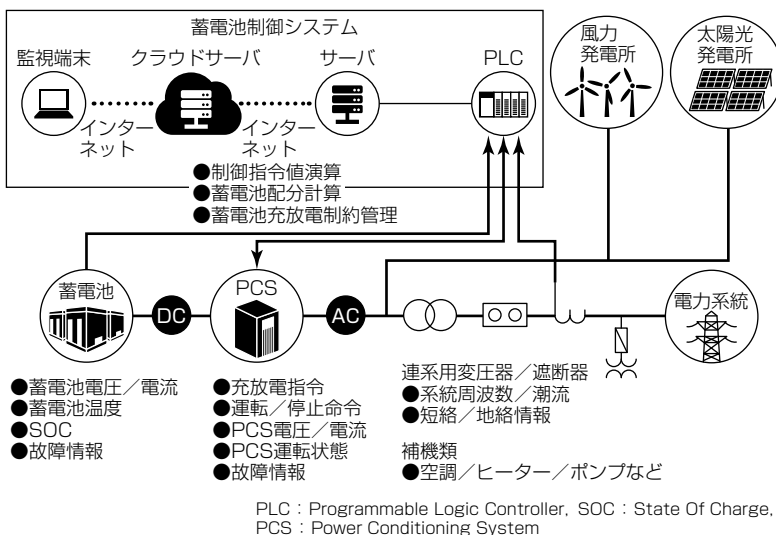 蓄電池制御システム
監視端末
クラウドサーバ
サーバ
PLC
インター
ネット
インター
ネット
●制御指令値演算
●蓄電池配分計算
●蓄電池充放電制約管理
風力
発電所
太陽光
発電所
蓄電池
DC
PCS
AC
電力系統
●蓄電池電圧／電流
●蓄電池温度
●SOC
●故障情報
●充放電指令
●運転／停止命令
●PCS電圧／電流
●PCS運転状態
●故障情報
連系用変圧器／遮断器
●系統周波数／潮流
●短絡／地絡情報
補機類
●空調／ヒーター／ポンプなど
PLC：Programmable Logic Controller, SOC：State Of Charge,
PCS：Power Conditioning System